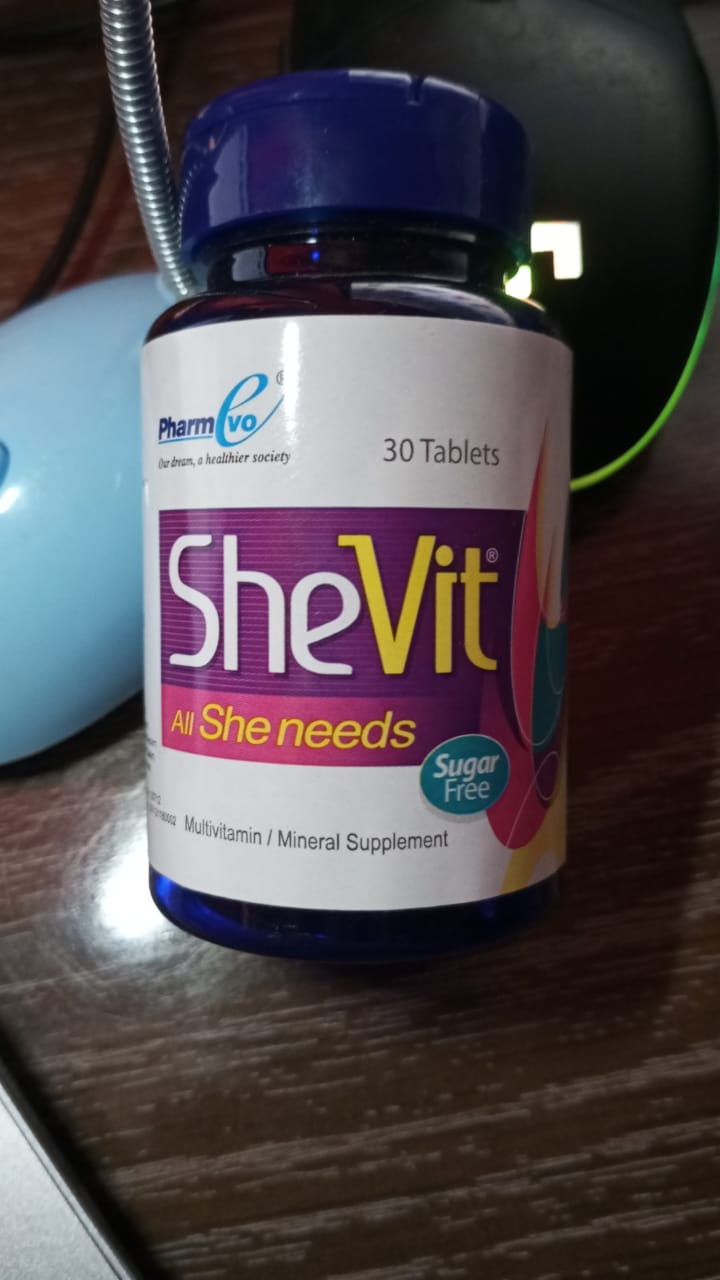 PharmEvo®
Our dream, a healthier society
30 Tablets
SheVit®
All She needs
Sugar
Free
Multivitamin / Mineral Supplement